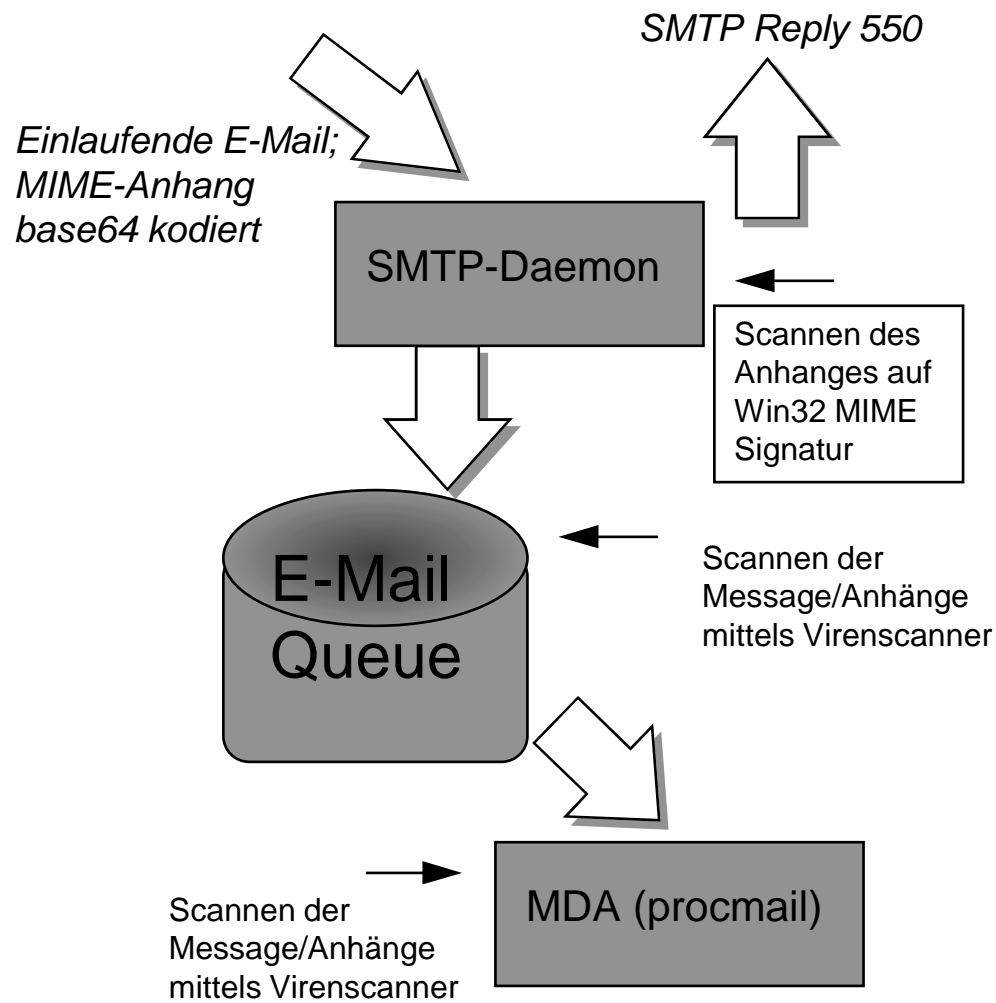 SMTP Reply 550
Einlaufende E-Mail;
MIME-Anhang
base64 kodiert
SMTP-Daemon
Scannen des
Anhanges auf
Win32 MIME
Signatur
E-Mail
Queue
Scannen der
Message/Anhänge
mittels Virenscanner
MDA (procmail)
Scannen der
Message/Anhänge
mittels Virenscanner